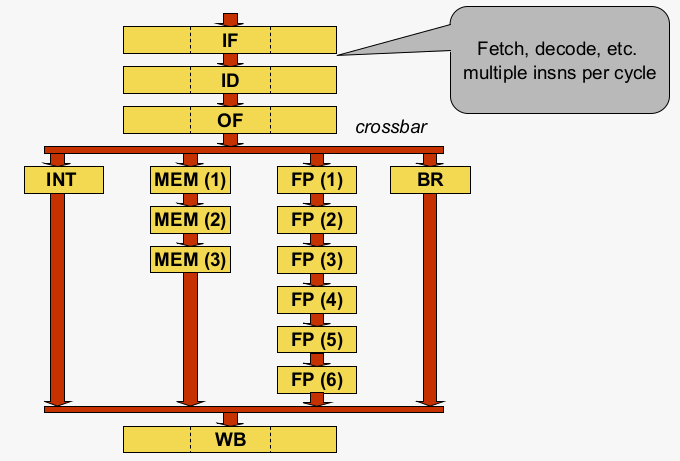 IF
Fetch, decode, etc.
multiple insns per cycle
ID
OF
crossbar
INT
MEM (1)
FP (1)
BR
MEM (2)
FP (2)
MEM (3)
FP (3)
FP (4)
FP (5)
FP (6)
WB